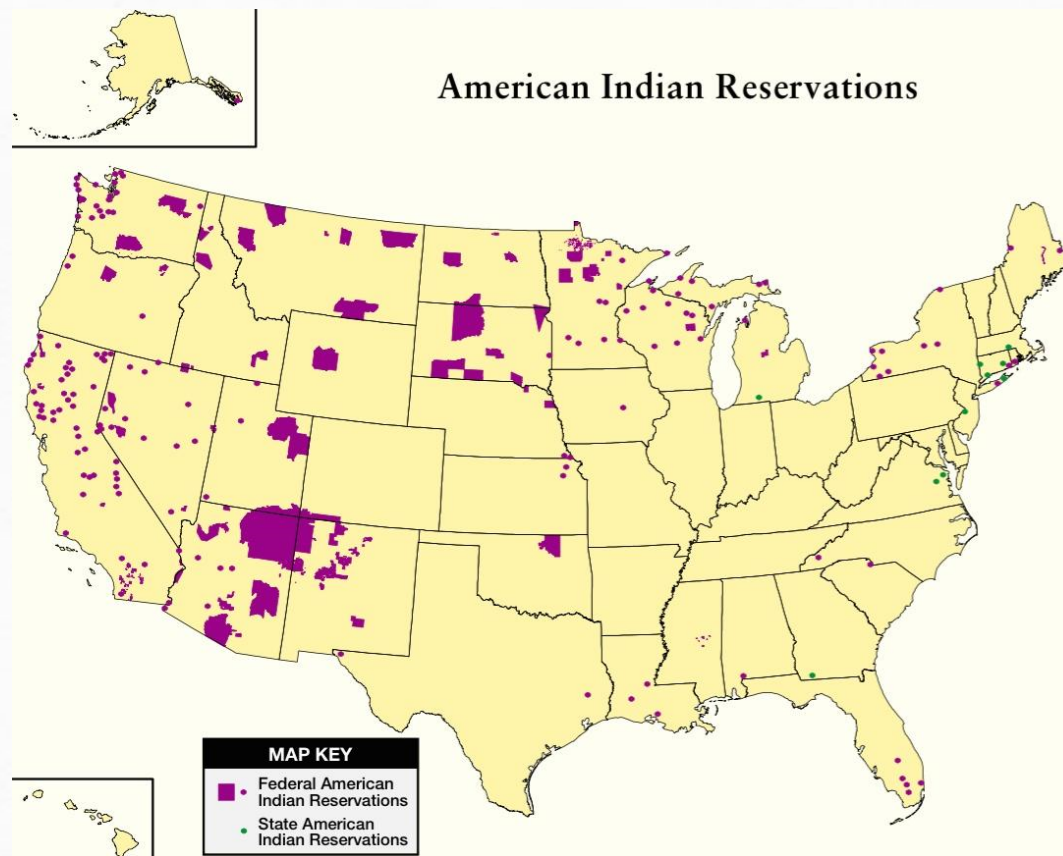 American Indian Reservations
MAP KEY
Federal American
Indian Reservations
State American
Indian Reservations